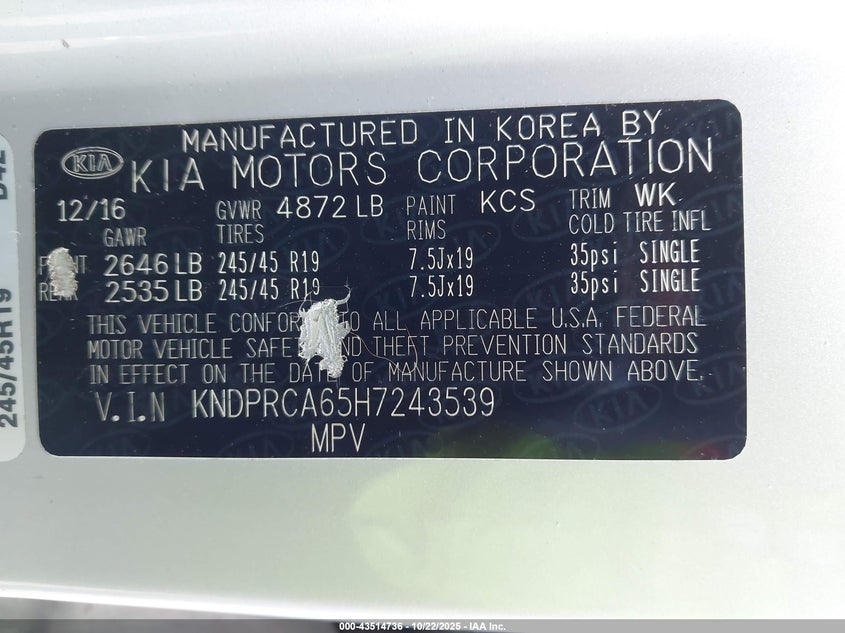 MANUFACTURED IN KOREA BY
KIA KIA MOTORS CORPORATION
12/16 GVWR 4872 LB PAINT KCS TRIM WK
GAWR TIRES RIMS COLD TIRE INFL
2646 LB 245/45 R19 7.5Jx19 35psi SINGLE
2535 LB 245/45 R19 7.5Jx19 35psi SINGLE
THIS VEHICLE TO ALL APPLICABLE U.S.A. FEDERAL
MOTOR VEHICLE AND THEFT PREVENTION STANDARDS
IN EFFECT ON THE DATE OF MANUFACTURE SHOWN ABOVE.
V.I.N KNDPRCA65H7243539
MPV
245/45R19
000-43514736 - 10/22/2025 - IAA Inc.